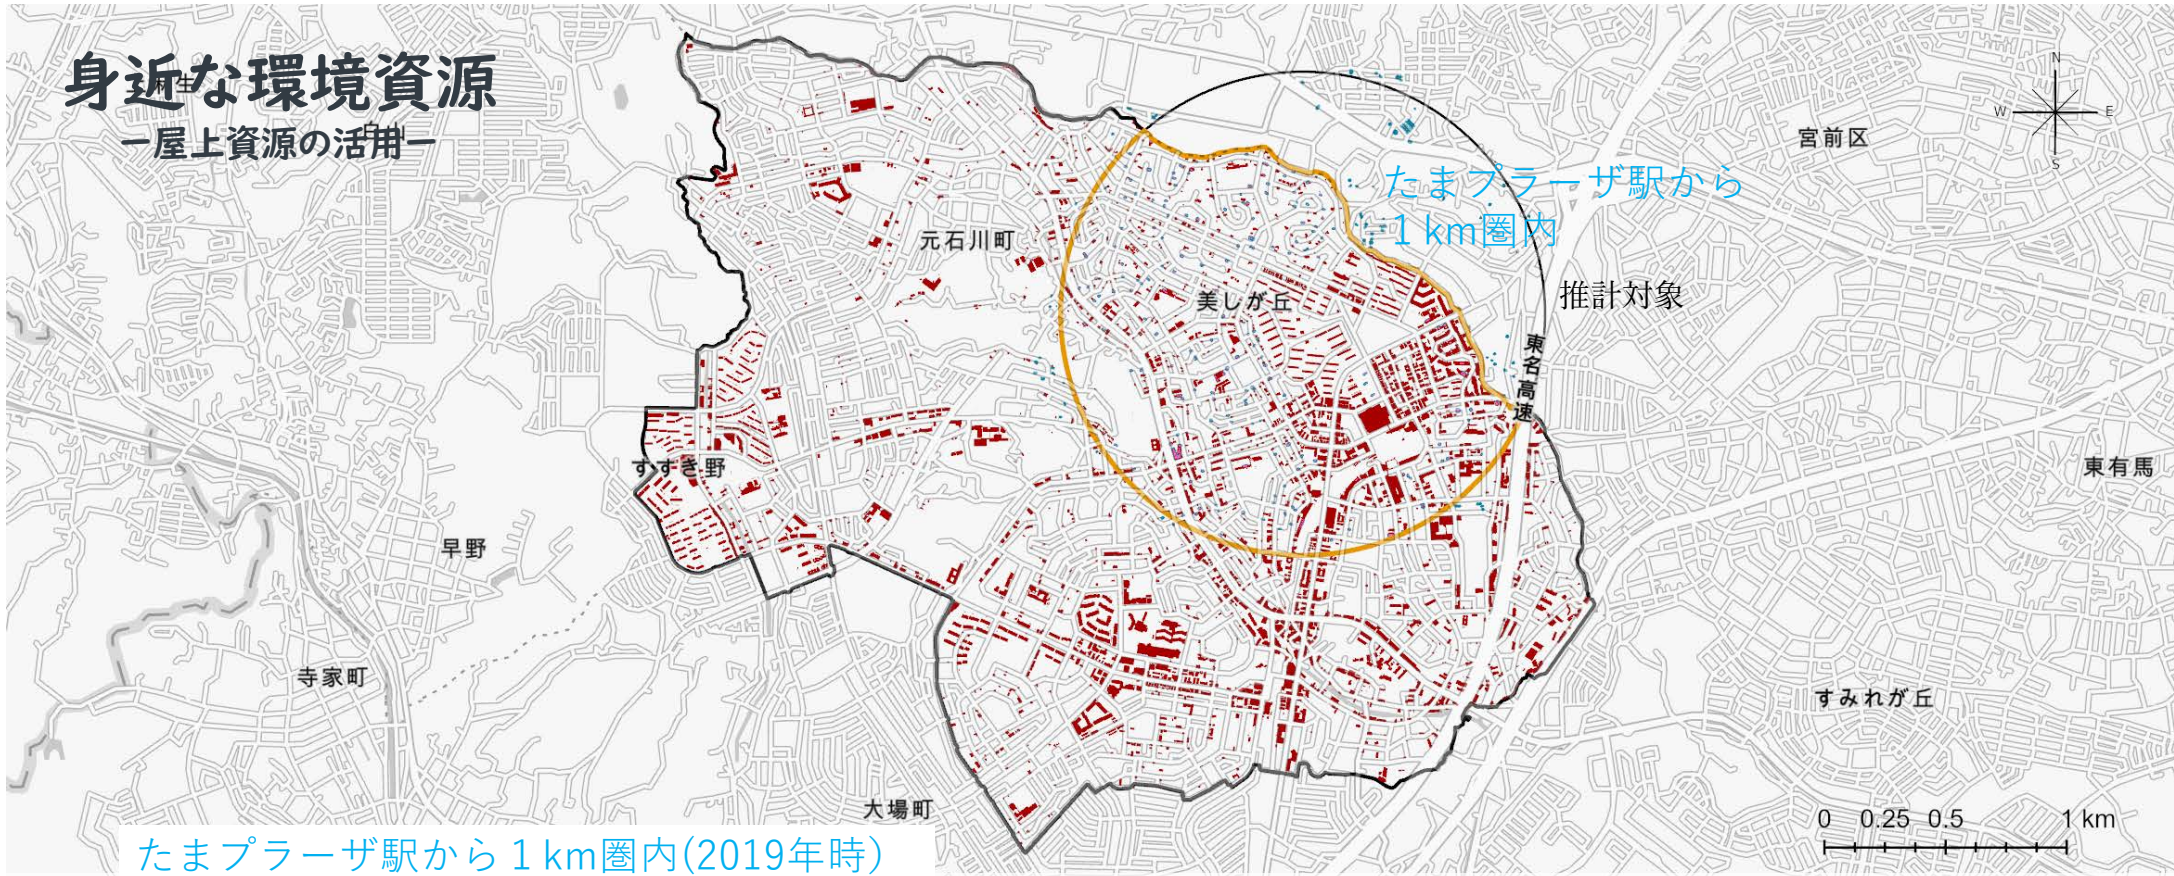 身近な環境資源
麻生
白山
ー屋上資源の活用ー
N
W
E
S
宮前区
たまプラーザ駅から
１km圏内
元石川町
美しが丘
推計対象
東名高速
すすき野
東有馬
早野
寺家町
すみれが丘
大場町
0 0.25 0.5 1 km
たまプラーザ駅から１km圏内(2019年時)